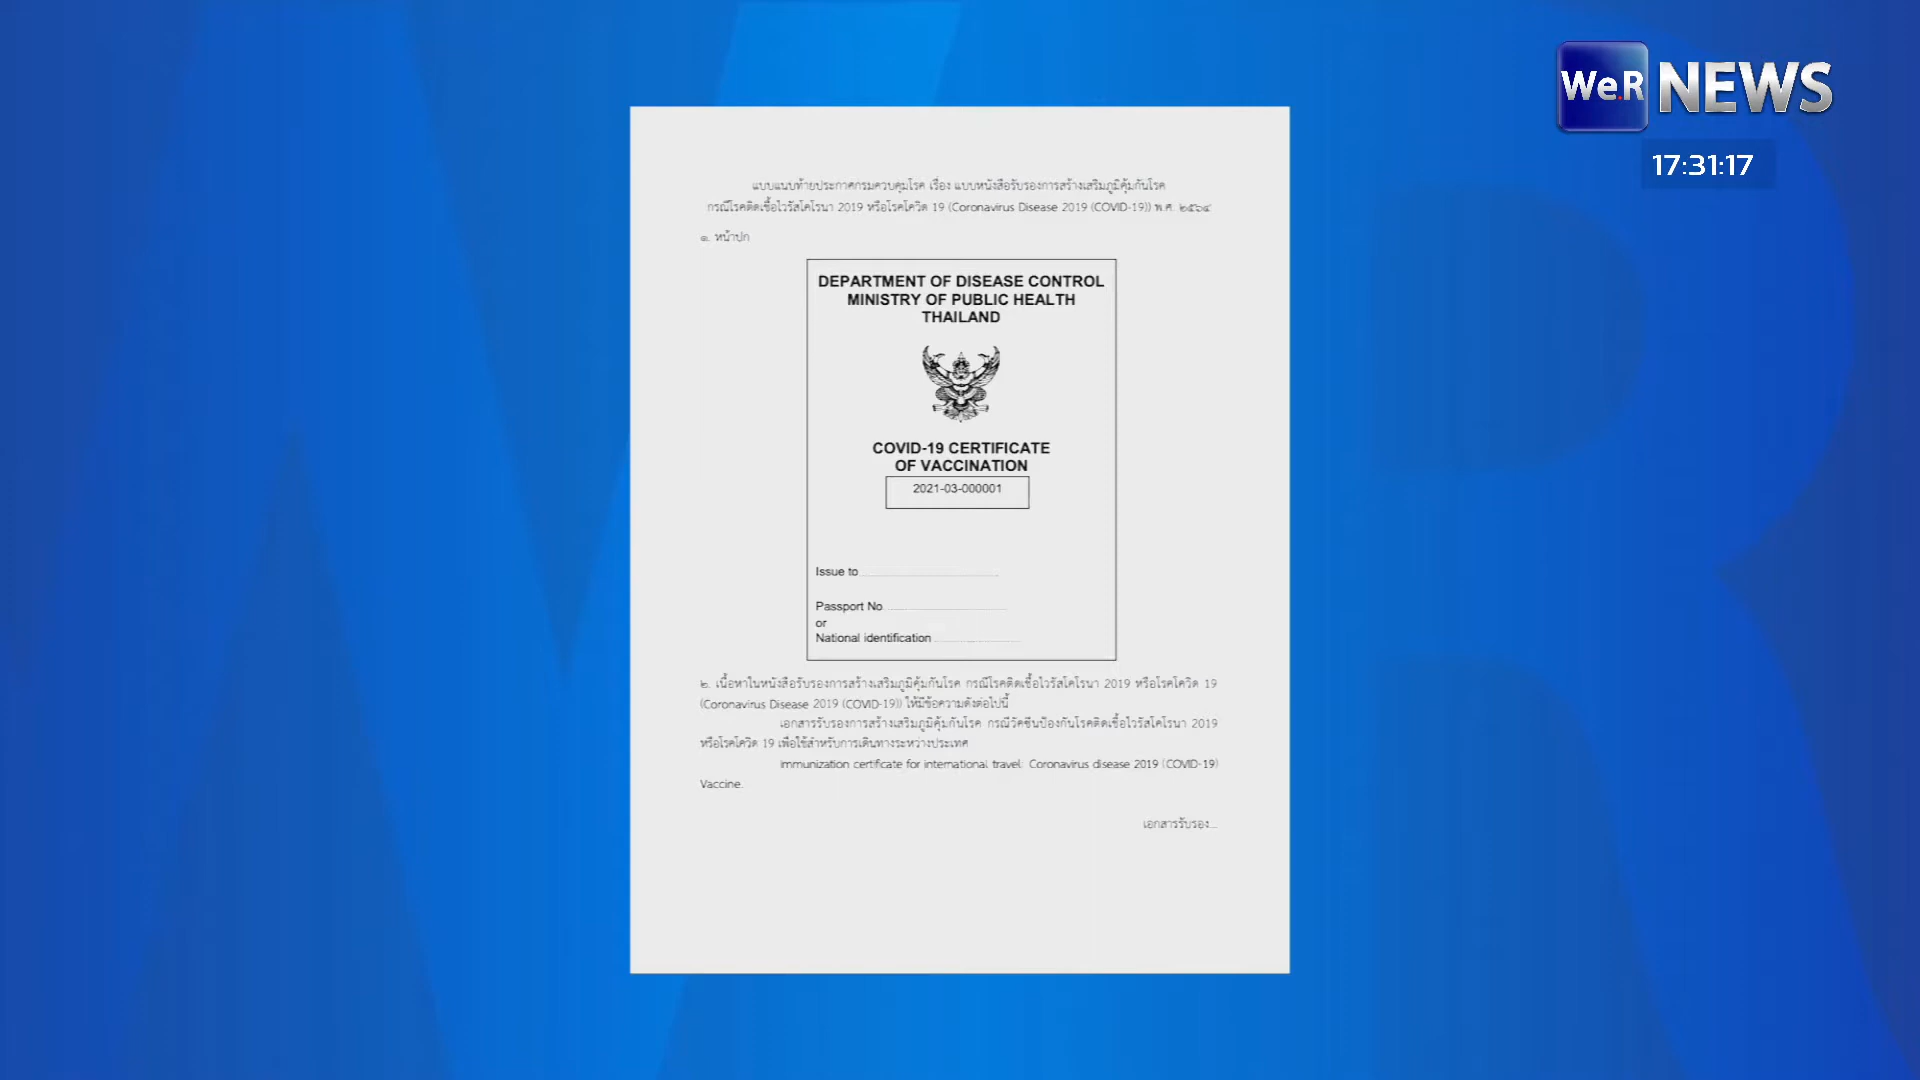 We.R NEWS
17:31:17
แบบแนบท้ายประกาศกรมควบคุมโรค เรื่อง แบบหนังสือรับรองการสร้างเสริมภูมิคุ้มกันโรค
กรณีโรคติดเชื้อไวรัสโคโรนา 2019 หรือโรคโควิด 19 (Coronavirus Disease 2019 (COVID-19)) พ.ศ. ๒๕๖๔
๑. หน้าปก
DEPARTMENT OF DISEASE CONTROL
MINISTRY OF PUBLIC HEALTH
THAILAND
COVID-19 CERTIFICATE
OF VACCINATION
2021-03-000001
Issue to
Passport No
or
National identification
๒. เนื้อหาในหนังสือรับรองการสร้างเสริมภูมิคุ้มกันโรค กรณีโรคติดเชื้อไวรัสโคโรนา 2019 หรือโรคโควิด 19
(Coronavirus Disease 2019 (COVID-19)) ให้มีข้อความดังต่อไปนี้
เอกสารรับรองการสร้างเสริมภูมิคุ้มกันโรค กรณีวัคซีนป้องกันโรคติดเชื้อไวรัสโคโรนา 2019
หรือโรคโควิด 19 เพื่อใช้สำหรับการเดินทางระหว่างประเทศ
Immunization certificate for international travel: Coronavirus disease 2019 (COVID-19)
Vaccine.
เอกสารรับรอง...